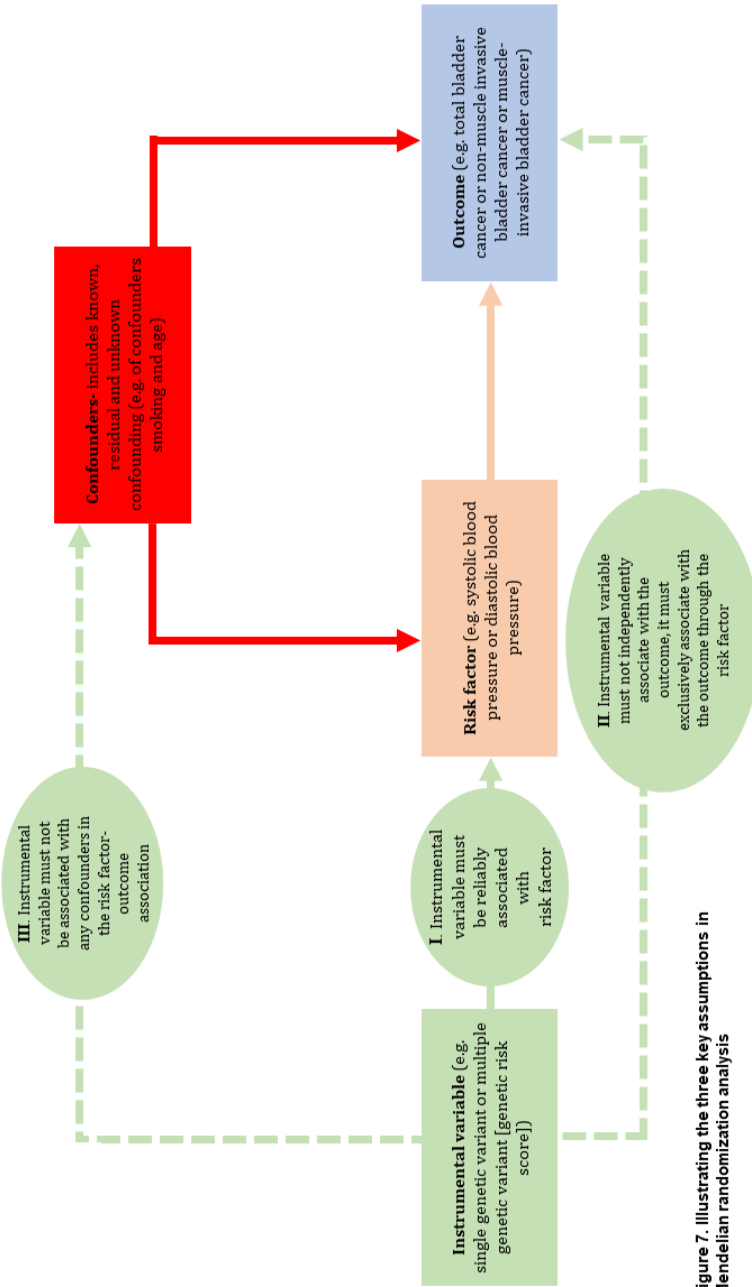 III. Instrumental
variable must not
be associated with
any confounders in
the risk factor-
outcome
association
Confounders- includes known,
residual and unknown
confounding (e.g. of confounders
smoking and age)
Instrumental variable (e.g.
single genetic variant or multiple
genetic variant [genetic risk
score])
I. Instrumental
variable must
be reliably
associated
with
risk factor
Risk factor (e.g. systolic blood
pressure or diastolic blood
pressure)
Outcome (e.g. total bladder
cancer or non-muscle invasive
bladder cancer or muscle-
invasive bladder cancer)
II. Instrumental variable
must not independently
associate with the
outcome, it must
exclusively associate with
the outcome through the
risk factor
igure 7. Illustrating the three key assumptions in
lendelian randomization analysis